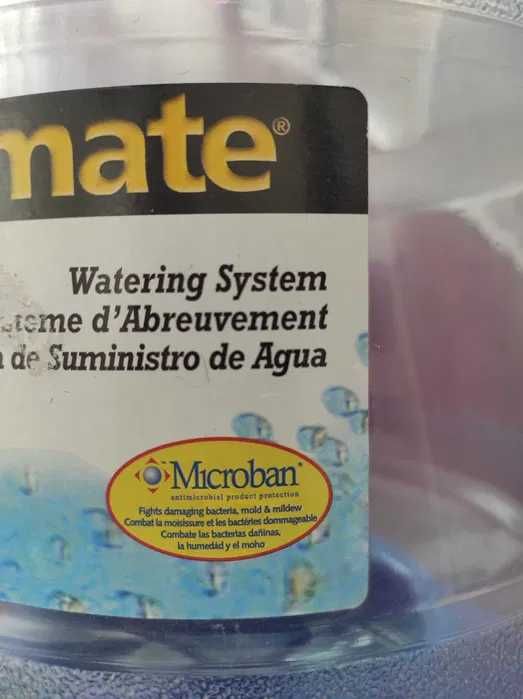 mate®
Watering System
d'Abreuvement
de Suministro de Agua
Microban®
antimicrobial product protection
Fights damaging bacteria, mold & mildew
Combat la moisissure et les bactéries dommageable
Combate las bacterias dañinas,
la humedad y el moho